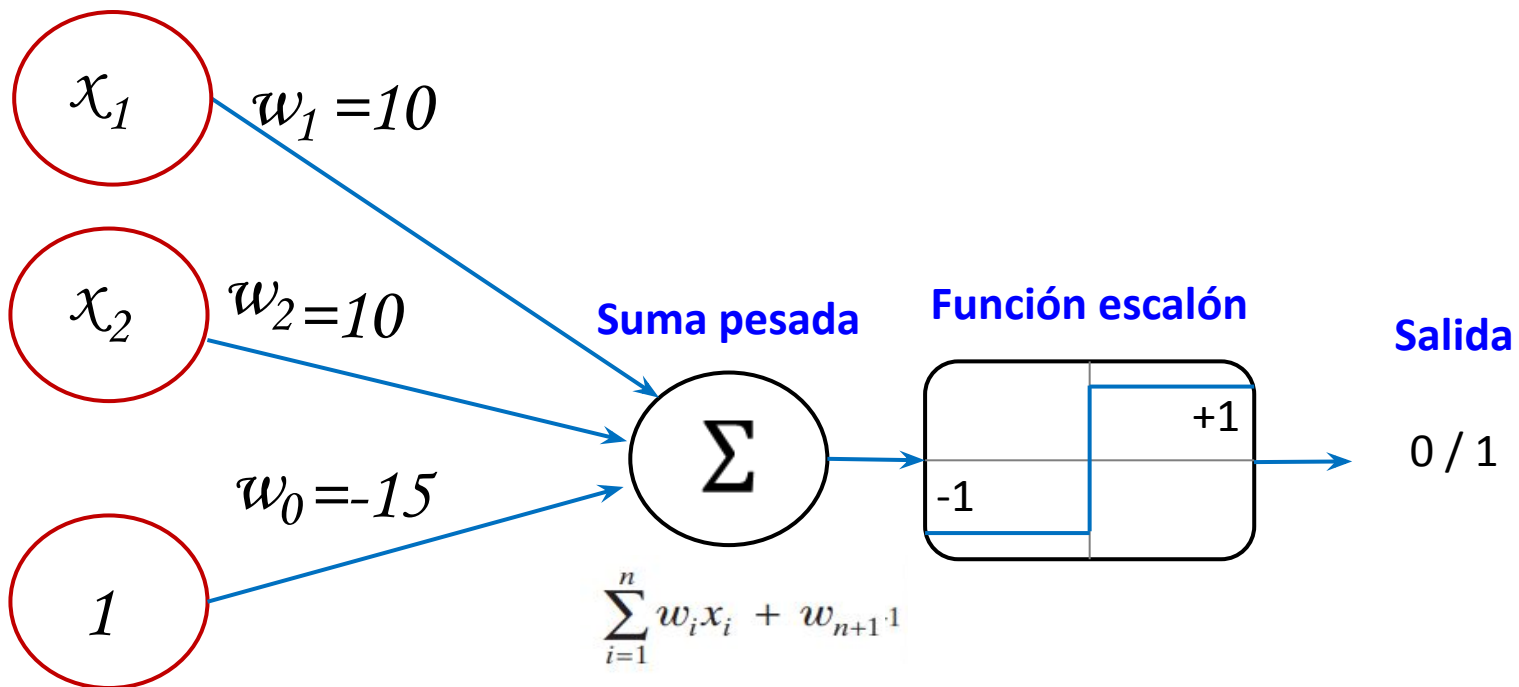 x₁
w₁ =10
x₂
w₂ =10
Suma pesada
Función escalón
Salida
Σ
+1
-1
0 / 1
w₀ =-15
1
n
∑ wᵢxᵢ + wₙ₊₁·1
i=1